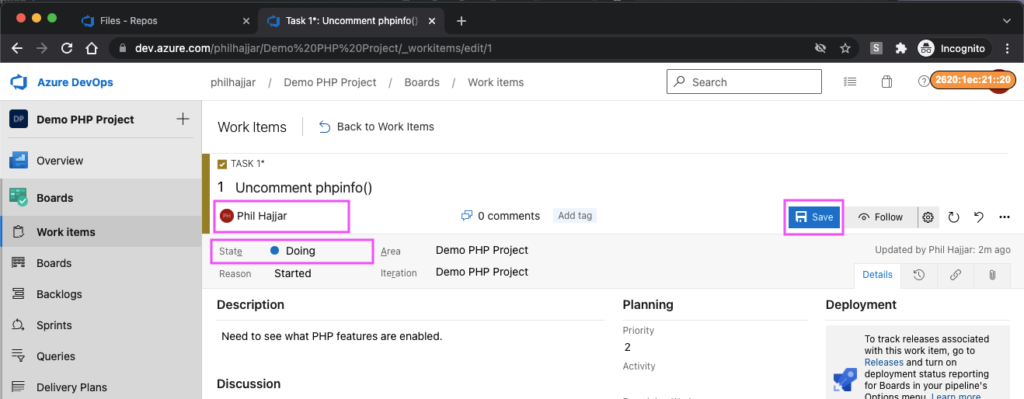 Files - Repos
Task 1*: Uncomment phpinfo()
dev.azure.com/philhajjar/Demo%20PHP%20Project/_workitems/edit/1
S
Incognito
Azure DevOps
philhajjar / Demo PHP Project / Boards / Work items
Search
2620:1ec:21::20
DP Demo PHP Project
Overview
Boards
Work items
Boards
Backlogs
Sprints
Queries
Delivery Plans
Work Items
Back to Work Items
TASK 1*
1 Uncomment phpinfo()
PH Phil Hajjar
0 comments
Add tag
Save
Follow
State Doing
Area Demo PHP Project
Updated by Phil Hajjar: 2m ago
Reason Started
Iteration Demo PHP Project
Details
Description
Need to see what PHP features are enabled.
Discussion
Planning
Priority
2
Activity
Deployment
To track releases associated
with this work item, go to
Releases and turn on
deployment status reporting
for Boards in your pipeline's
Options menu. Learn more